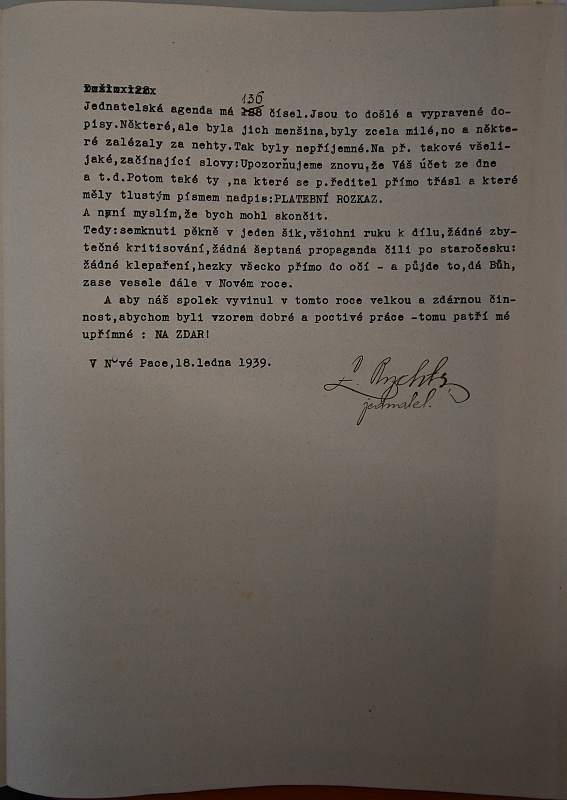 136
Jednatelská agenda má čísel.Jsou to došlé a vypravené do-
pisy.Některé,ale byla jich menšina,byly zcela milé,no a někte-
ré zalézaly za nehty.Tak byly nepříjemné.Na př. takové všeli-
jaké,začínající slovy:Upozorňujeme znovu,že Váš účet ze dne
a t.d.Potom také ty ,na které se p.ředitel přímo třásl a které
měly tlustým písmem nadpis:PLATEBNÍ ROZKAZ.
A nyní myslím,že bych mohl skončit.
Tedy:semknuti pěkně v jeden šik,všichni ruku k dílu,žádné zby-
tečné kritisování,žádná šeptaná propaganda čili po staročesku:
žádné klepaření,hezky všecko přímo do očí - a půjde to,dá Bůh,
zase vesele dále v Novém roce.
A aby náš spolek vyvinul v tomto roce velkou a zdárnou čin-
nost,abychom byli vzorem dobré a poctivé práce -tomu patří mé
upřímné : NA ZDAR!
V Nové Pace,18.ledna 1939.
jednatel.